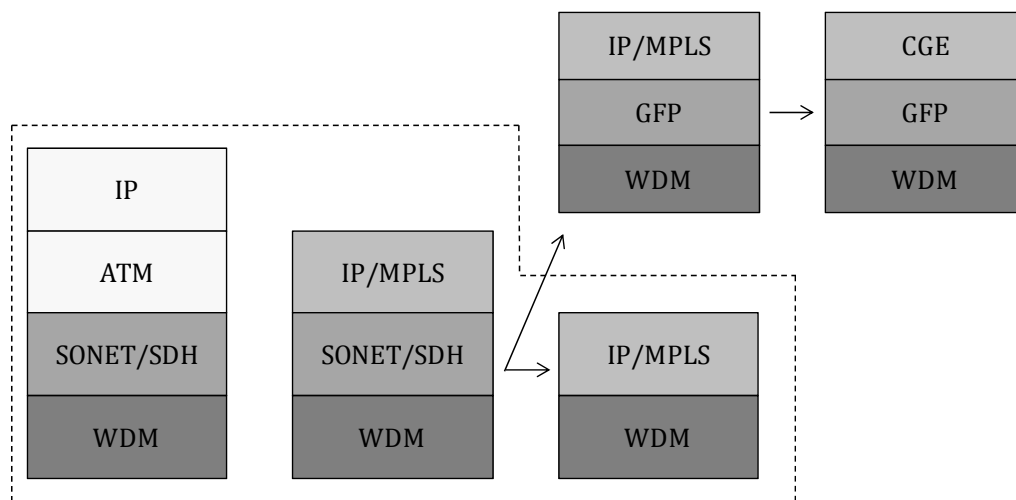 IP/MPLS
GFP
WDM
CGE
GFP
WDM
IP
ATM
SONET/SDH
WDM
IP/MPLS
SONET/SDH
WDM
IP/MPLS
WDM